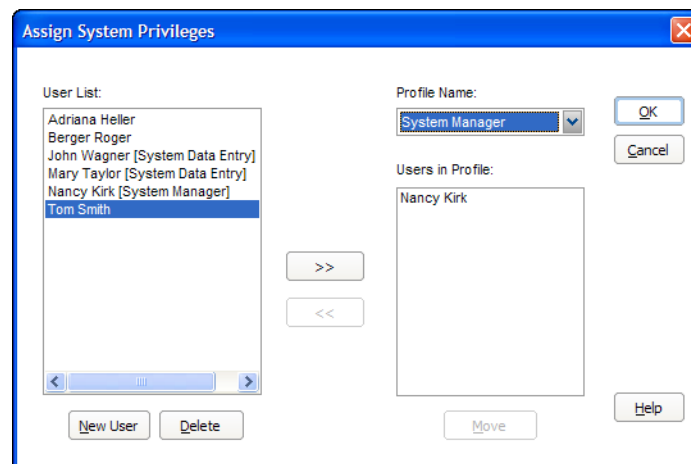 Assign System Privileges
User List:
Adriana Heller
Berger Roger
John Wagner [System Data Entry]
Mary Taylor [System Data Entry]
Nancy Kirk [System Manager]
Tom Smith
New User
Delete
>>
<<
Profile Name:
System Manager
Users in Profile:
Nancy Kirk
Move
OK
Cancel
Help